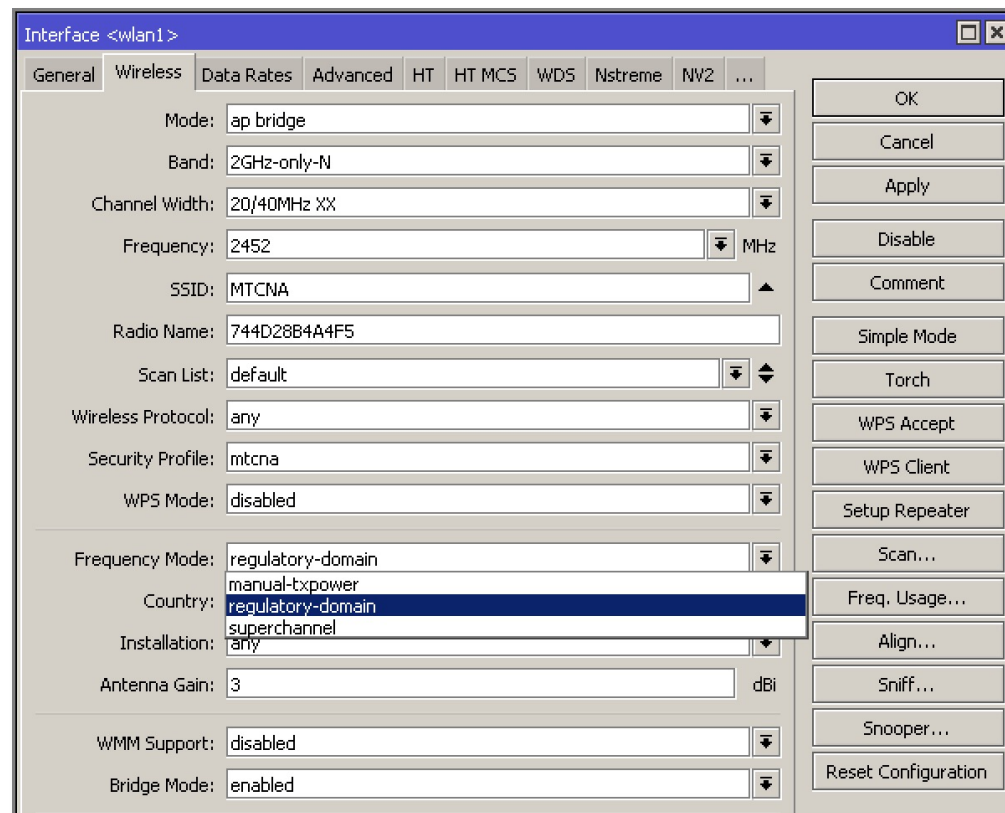 Interface <wlan1>
General Wireless Data Rates Advanced HT HT MCS WDS Nstreme NV2 ...
Mode: ap bridge
Band: 2GHz-only-N
Channel Width: 20/40MHz XX
Frequency: 2452 MHz
SSID: MTCNA
Radio Name: 744D28B4A4F5
Scan List: default
Wireless Protocol: any
Security Profile: mtcna
WPS Mode: disabled
Frequency Mode: regulatory-domain
manual-txpower
Country: regulatory-domain
superchannel
Installation: any
Antenna Gain: 3 dBi
WMM Support: disabled
Bridge Mode: enabled
OK
Cancel
Apply
Disable
Comment
Simple Mode
Torch
WPS Accept
WPS Client
Setup Repeater
Scan...
Freq. Usage...
Align...
Sniff...
Snooper...
Reset Configuration